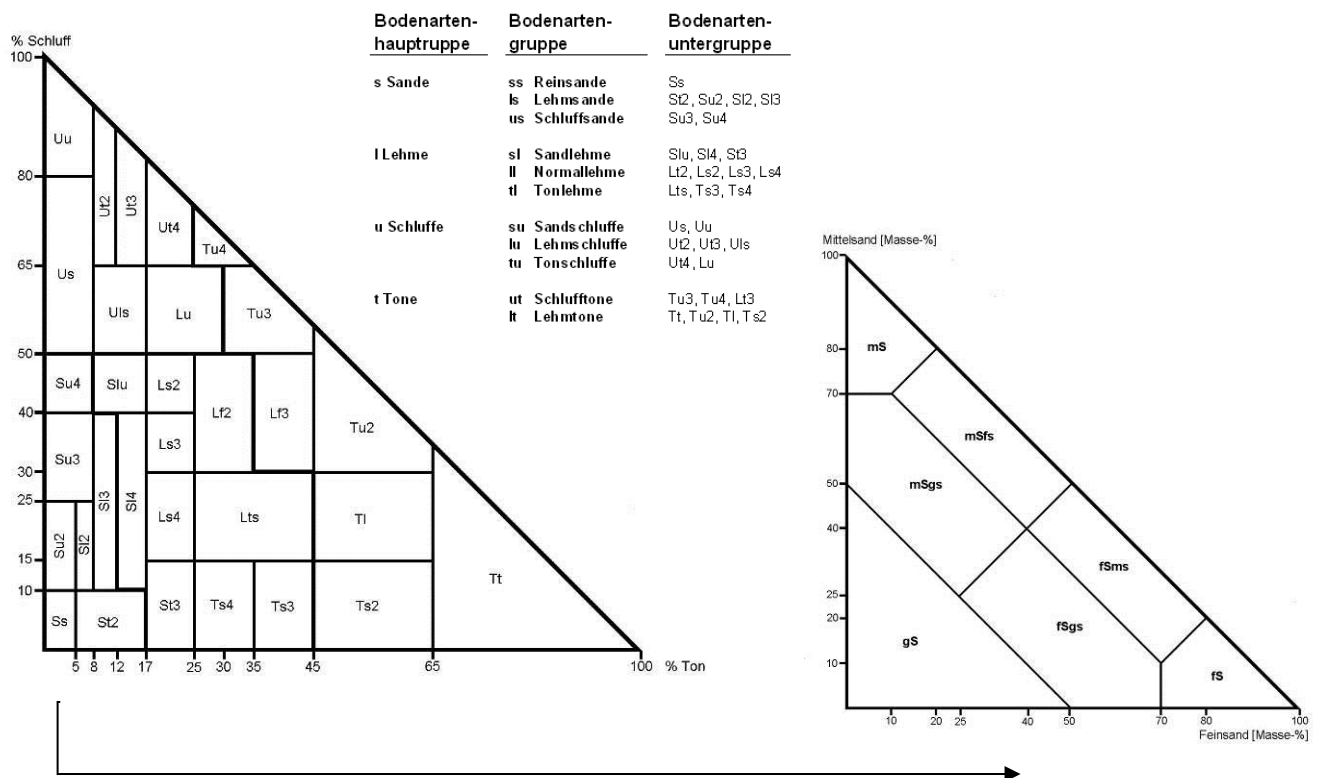 Bodenarten-
hauptruppe
Bodenarten-
gruppe
Bodenarten-
untergruppe
s Sande
ss Reinsande
Ss
ls Lehmsande
St2, Su2, Sl2, Sl3
us Schluffsande
Su3, Su4
l Lehme
sl Sandlehme
Slu, Sl4, St3
ll Normallehme
Lt2, Ls2, Ls3, Ls4
tl Tonlehme
Lts, Ts3, Ts4
u Schluffe
su Sandschluffe
Us, Uu
lu Lehmschluffe
Ut2, Ut3, Uls
tu Tonschluffe
Ut4, Lu
t Tone
ut Schlufftone
Tu3, Tu4, Lt3
lt Lehmtone
Tt, Tu2, Tl, Ts2
% Schluff
100
80
65
50
40
30
25
15
10
Uu
Ut2
Ut3
Ut4
Tu4
Us
Uls
Lu
Tu3
Su4
Slu
Ls2
Lf2
Lf3
Tu2
Su3
Sl3
Sl4
Ls3
Su2
Sl2
Ls4
Lts
Tl
Tt
Ss
St2
St3
Ts4
Ts3
Ts2
5
8
12
17
25
30
35
45
65
100
% Ton
Mittelsand [Masse-%]
100
80
70
50
40
25
20
10
mS
mSfs
mSgs
fSms
fSgs
gS
fS
10
20
25
40
50
70
80
100
Feinsand [Masse-%]